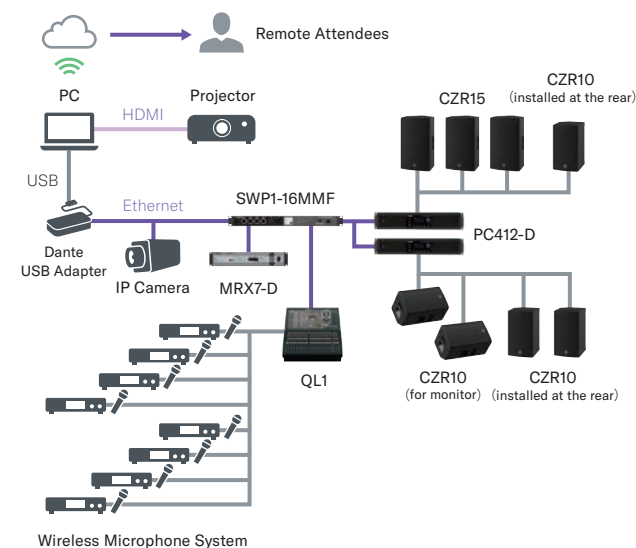 Remote Attendees
PC
Projector
HDMI
CZR15
CZR10
(installed at the rear)
USB
Ethernet
SWP1-16MMF
PC412-D
Dante
USB Adapter
IP Camera
MRX7-D
QL1
CZR10
(for monitor)
CZR10
(installed at the rear)
Wireless Microphone System